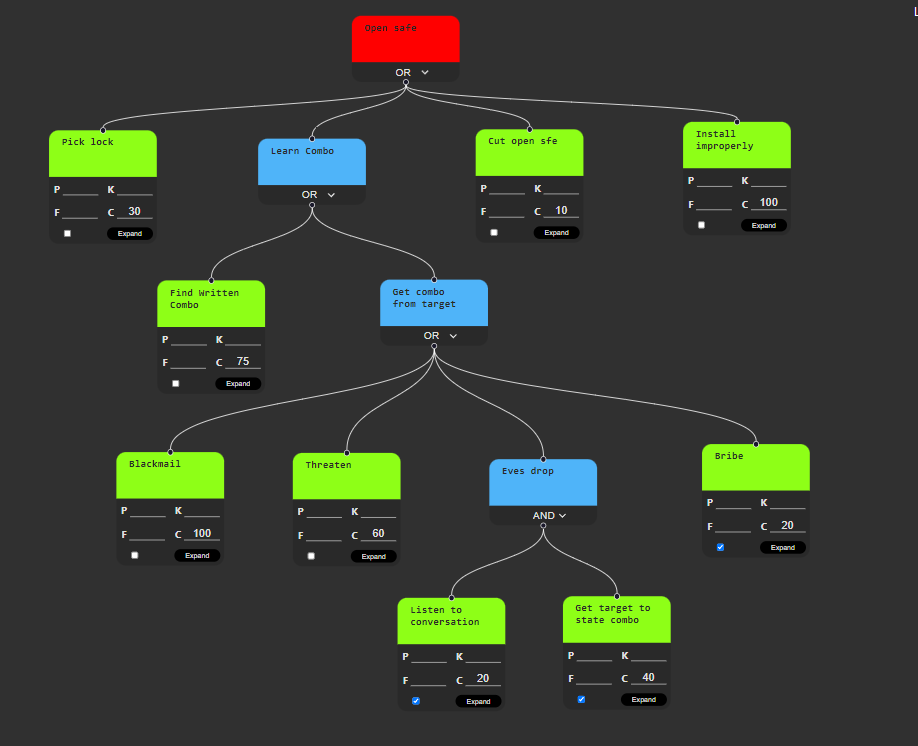 Open safe
OR
Pick lock
P K
F C 30
Expand
Learn Combo
OR
Cut open sfe
P K
F C 10
Expand
Install
improperly
P K
F C 100
Expand
Find Written
Combo
P K
F C 75
Expand
Get combo
from target
OR
Blackmail
P K
F C 100
Expand
Threaten
P K
F C 60
Expand
Eves drop
AND
Bribe
P K
F C 20
Expand
Listen to
conversation
P K
F C 20
Expand
Get target to
state combo
P K
F C 40
Expand